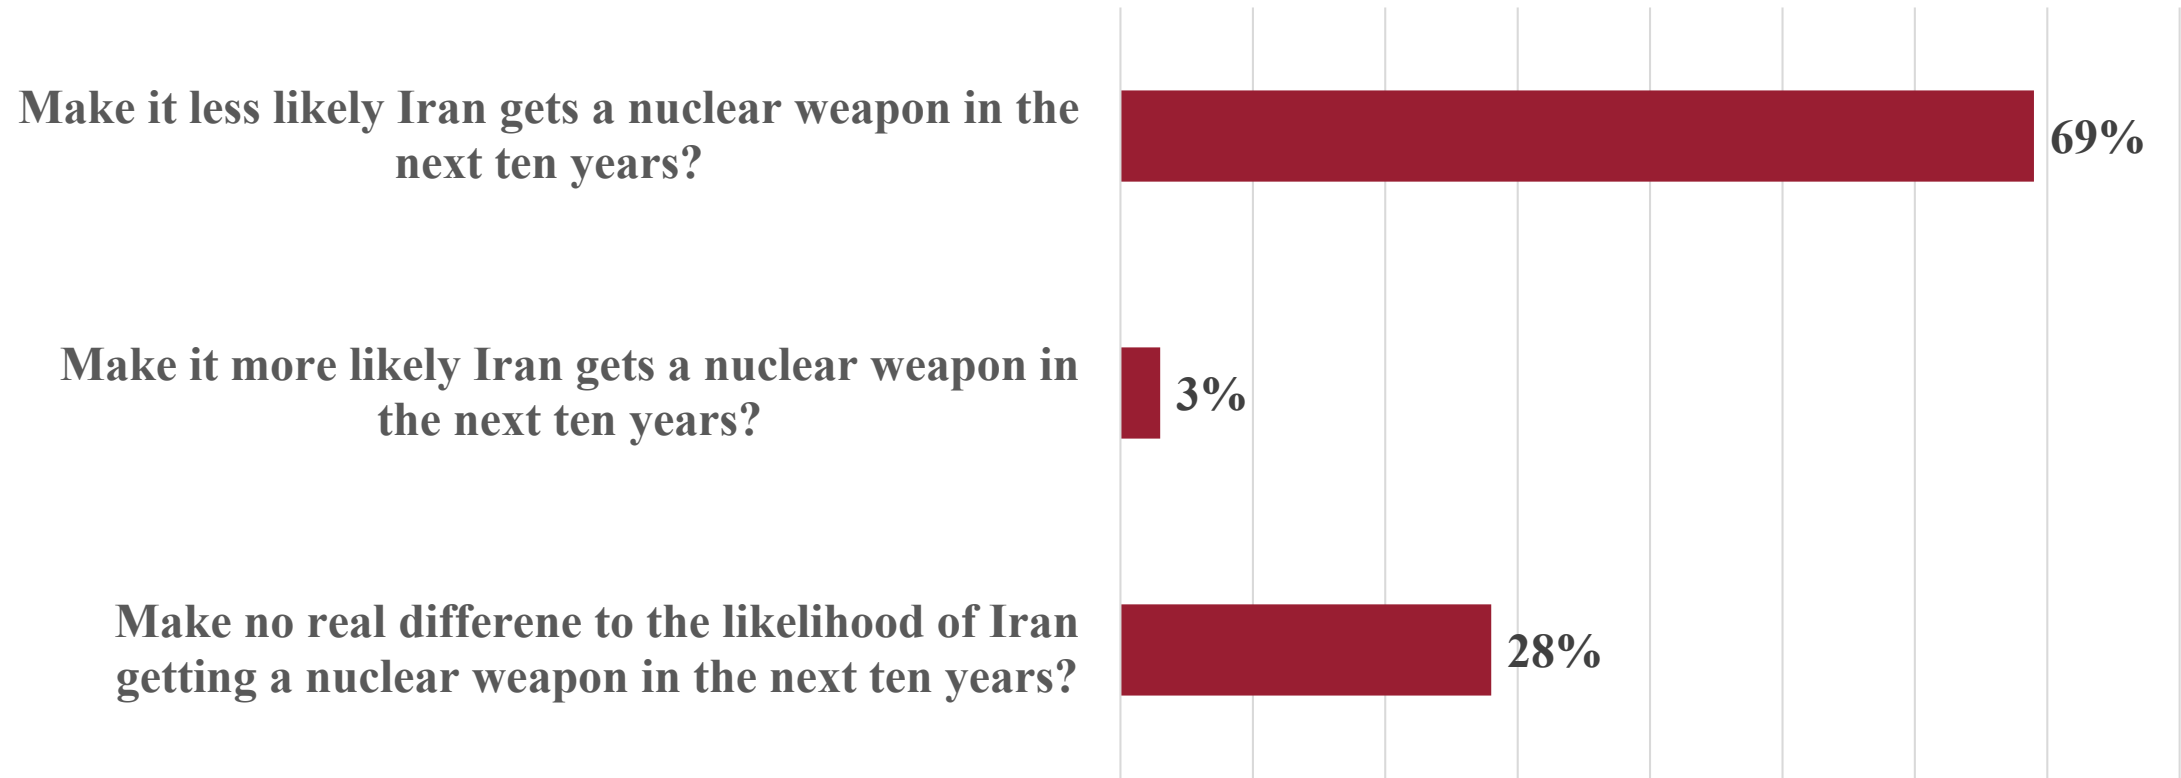 Make it less likely Iran gets a nuclear weapon in the
next ten years?
69%
Make it more likely Iran gets a nuclear weapon in
the next ten years?
3%
Make no real differene to the likelihood of Iran
getting a nuclear weapon in the next ten years?
28%